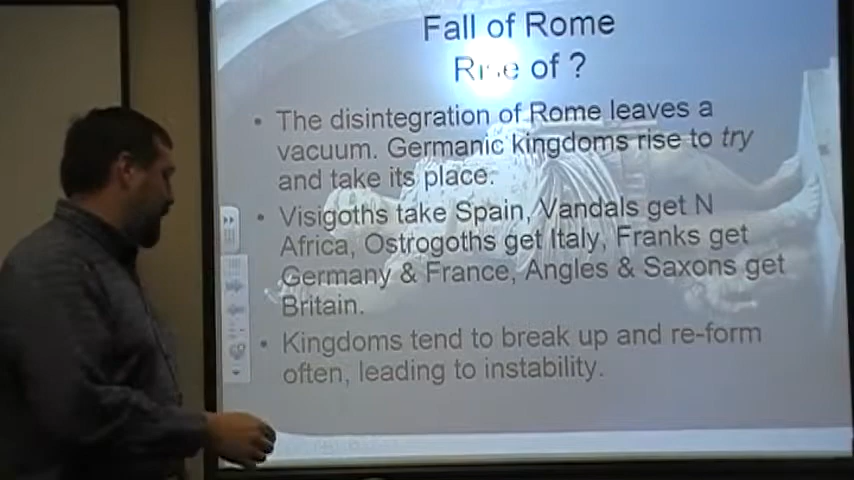 Fall of Rome
Rise of ?
• The disintegration of Rome leaves a
vacuum. Germanic kingdoms rise to try
and take its place.
• Visigoths take Spain, Vandals get N
Africa, Ostrogoths get Italy, Franks get
Germany & France, Angles & Saxons get
Britain.
• Kingdoms tend to break up and re-form
often, leading to instability.